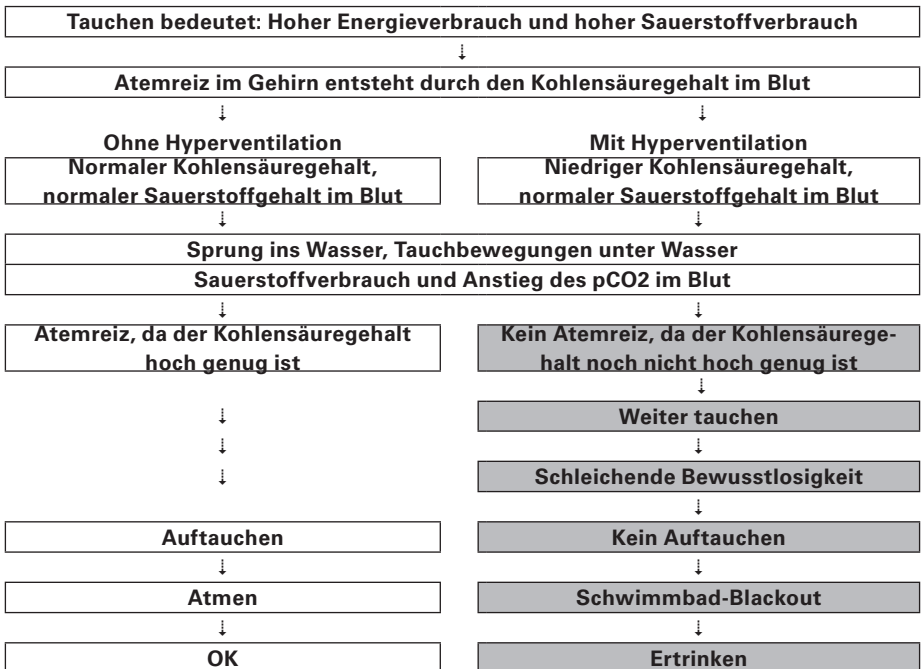 Tauchen bedeutet: Hoher Energieverbrauch und hoher Sauerstoffverbrauch
Atemreiz im Gehirn entsteht durch den Kohlensäuregehalt im Blut
Ohne Hyperventilation
Normaler Kohlensäuregehalt,
normaler Sauerstoffgehalt im Blut
Mit Hyperventilation
Niedriger Kohlensäuregehalt,
normaler Sauerstoffgehalt im Blut
Sprung ins Wasser, Tauchbewegungen unter Wasser
Sauerstoffverbrauch und Anstieg des pCO2 im Blut
Atemreiz, da der Kohlensäuregehalt
hoch genug ist
Kein Atemreiz, da der Kohlensäurege-
halt noch nicht hoch genug ist
Weiter tauchen
Schleichende Bewusstlosigkeit
Auftauchen
Kein Auftauchen
Atmen
Schwimmbad-Blackout
OK
Ertrinken